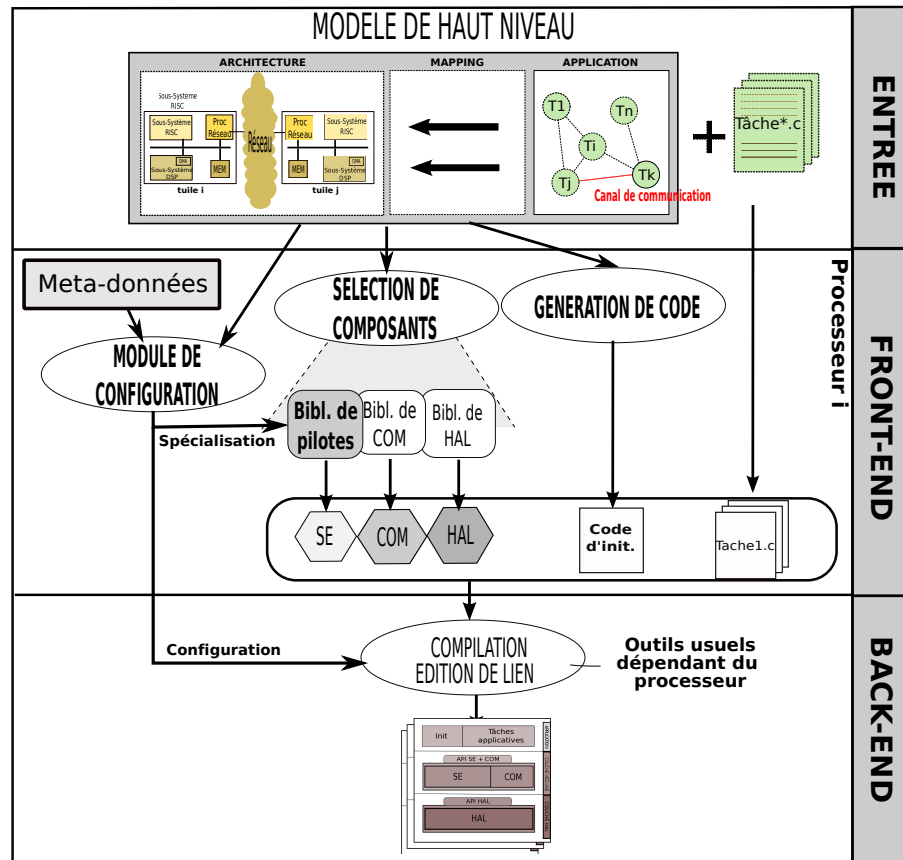 MODELE DE HAUT NIVEAU
ENTREE
ARCHITECTURE
MAPPING
APPLICATION
Sous-Système
RISC
Sous-Système
RISC
Proc
Réseau
Réseau
Proc
Réseau
Sous-Système
RISC
DMA
Sous-Système
DSP
MEM
MEM
DMA
Sous-Système
DSP
tuile i
tuile j
T1
Tn
Ti
Tj
Tk
Canal de communication
Tâche*.c
FRONT-END
Processeur i
Meta-données
SELECTION DE
COMPOSANTS
GENERATION DE CODE
MODULE DE
CONFIGURATION
Spécialisation
Bibl. de
pilotes
Bibl. de
COM
Bibl. de
HAL
SE
COM
HAL
Code
d'init.
Tache1.c
BACK-END
Configuration
COMPILATION
EDITION DE LIEN
Outils usuels
dépendant du
processeur
Init
Tâches
applicatives
API SE + COM
SE
COM
API HAL
HAL
COUCHE HAL